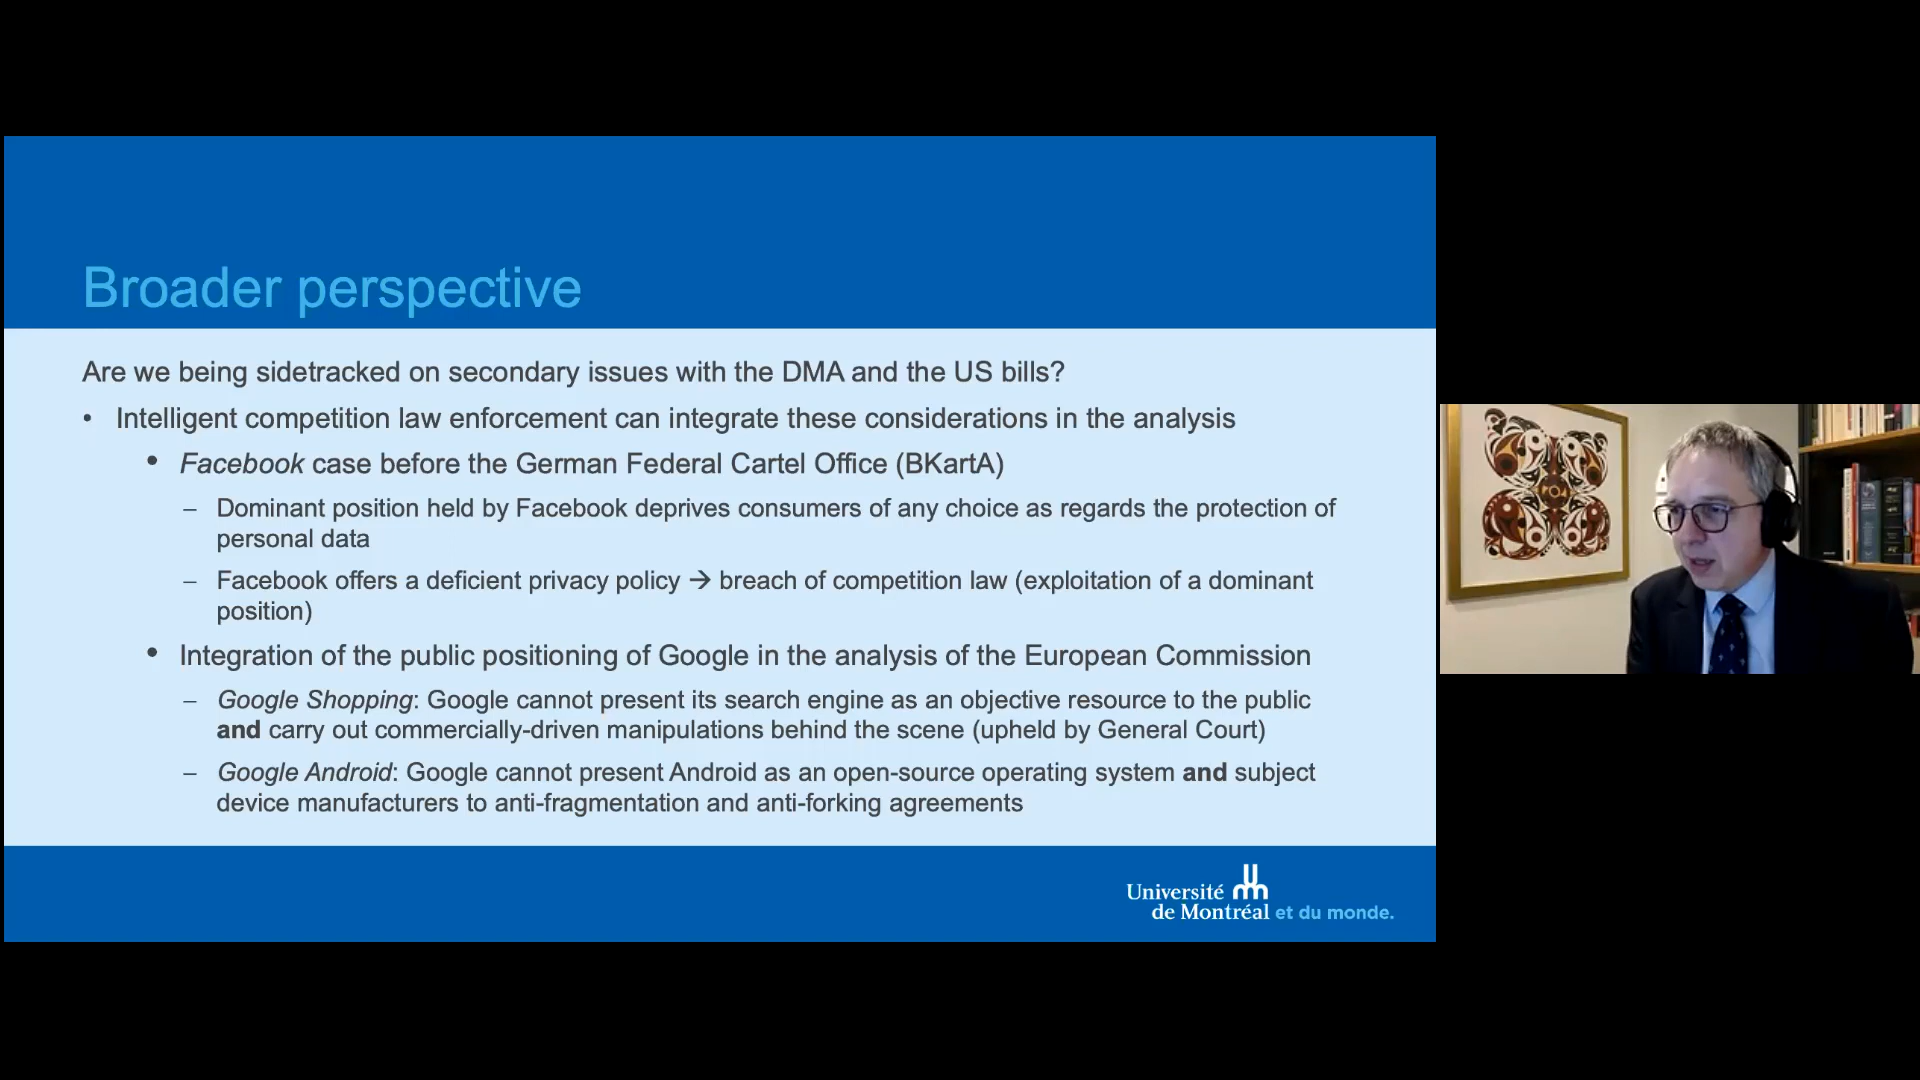 Broader perspective
Are we being sidetracked on secondary issues with the DMA and the US bills?
• Intelligent competition law enforcement can integrate these considerations in the analysis
• Facebook case before the German Federal Cartel Office (BKartA)
– Dominant position held by Facebook deprives consumers of any choice as regards the protection of
personal data
– Facebook offers a deficient privacy policy → breach of competition law (exploitation of a dominant
position)
• Integration of the public positioning of Google in the analysis of the European Commission
– Google Shopping: Google cannot present its search engine as an objective resource to the public
and carry out commercially-driven manipulations behind the scene (upheld by General Court)
– Google Android: Google cannot present Android as an open-source operating system and subject
device manufacturers to anti-fragmentation and anti-forking agreements
Université
de Montréal et du monde.